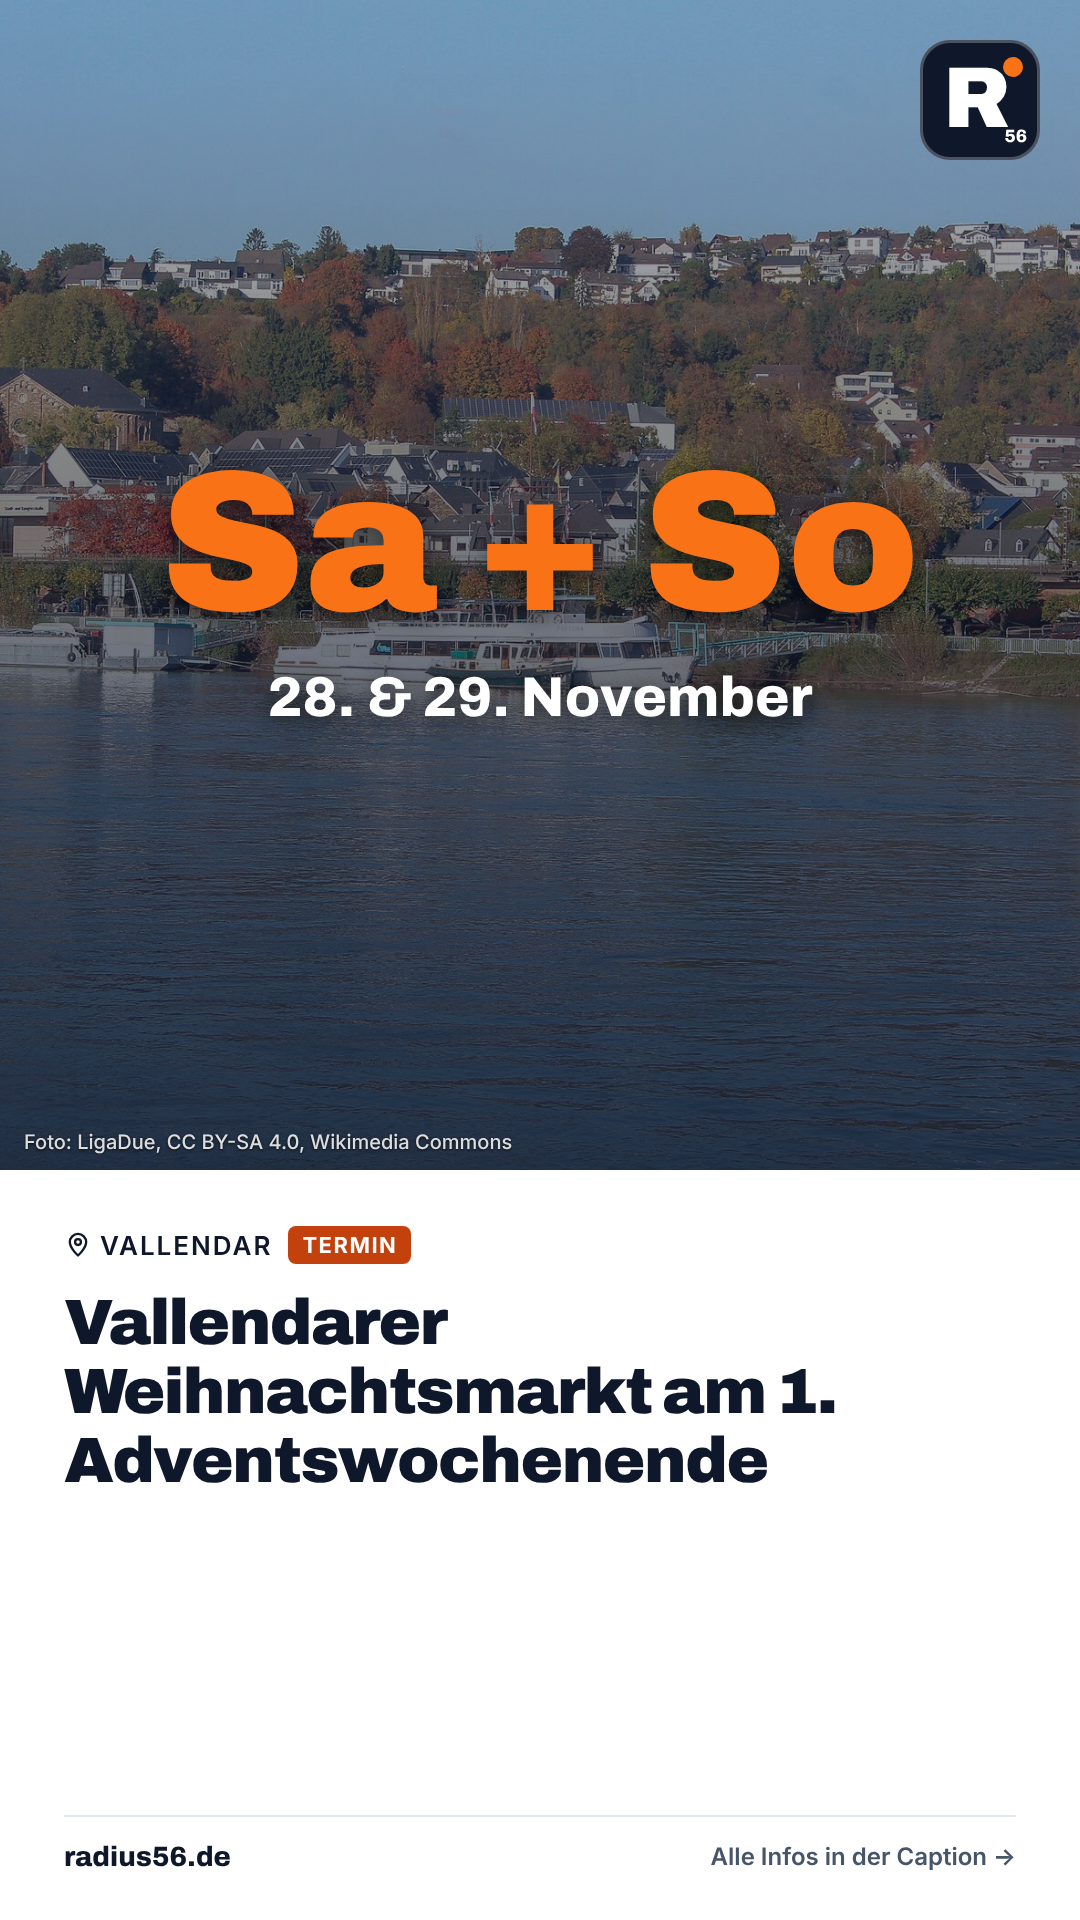 R
56
Sa + So
28. & 29. November
Foto: LigaDue, CC BY-SA 4.0, Wikimedia Commons
VALLENDAR TERMIN
Vallendarer
Weihnachtsmarkt am 1.
Adventswochenende
radius56.de Alle Infos in der Caption →